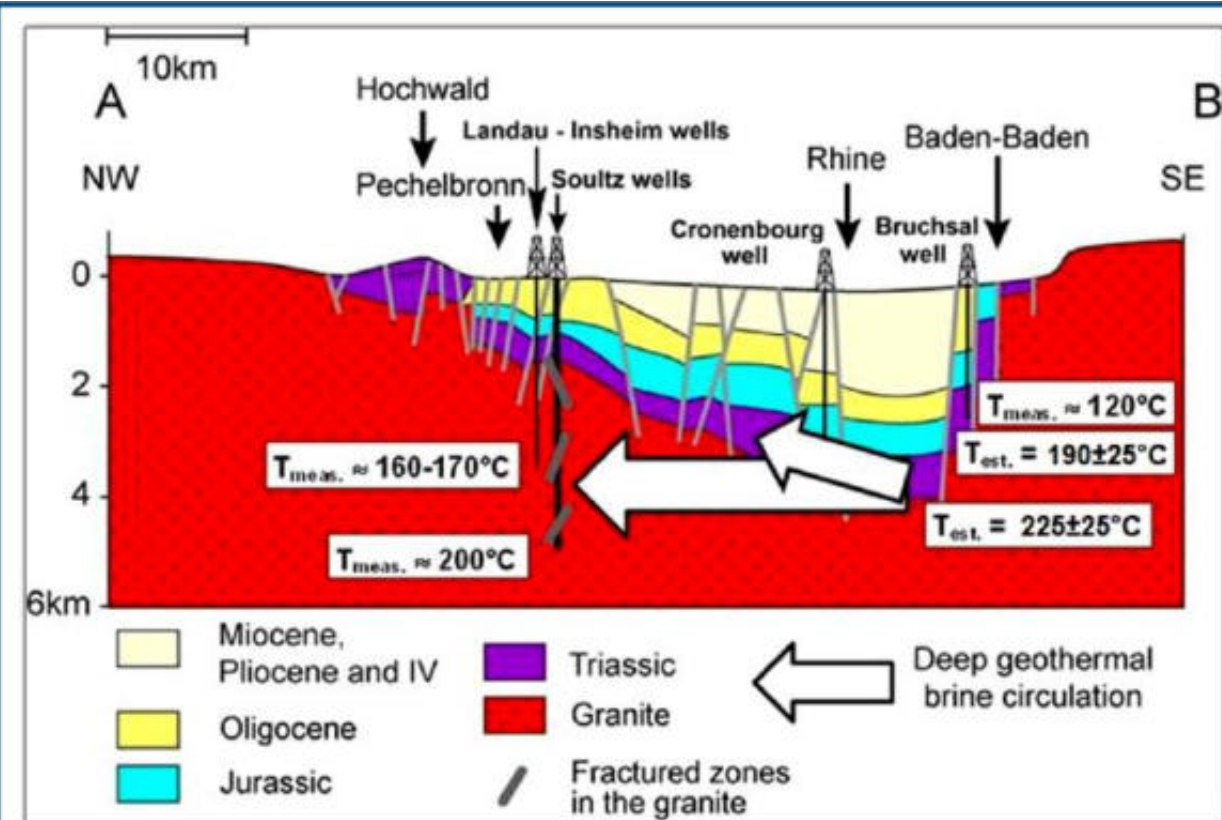 10km
A
B
Hochwald
Landau - Insheim wells
Baden-Baden
Rhine
NW
Pechelbronn
Soultz wells
SE
Cronenbourg
well
Bruchsal
well
0
2
4
6km
Tmeas. ≈ 120°C
Test. = 190±25°C
Tmeas. ≈ 160-170°C
Test. = 225±25°C
Tmeas. ≈ 200°C
Miocene,
Pliocene and IV
Oligocene
Jurassic
Triassic
Granite
Fractured zones
in the granite
Deep geothermal
brine circulation